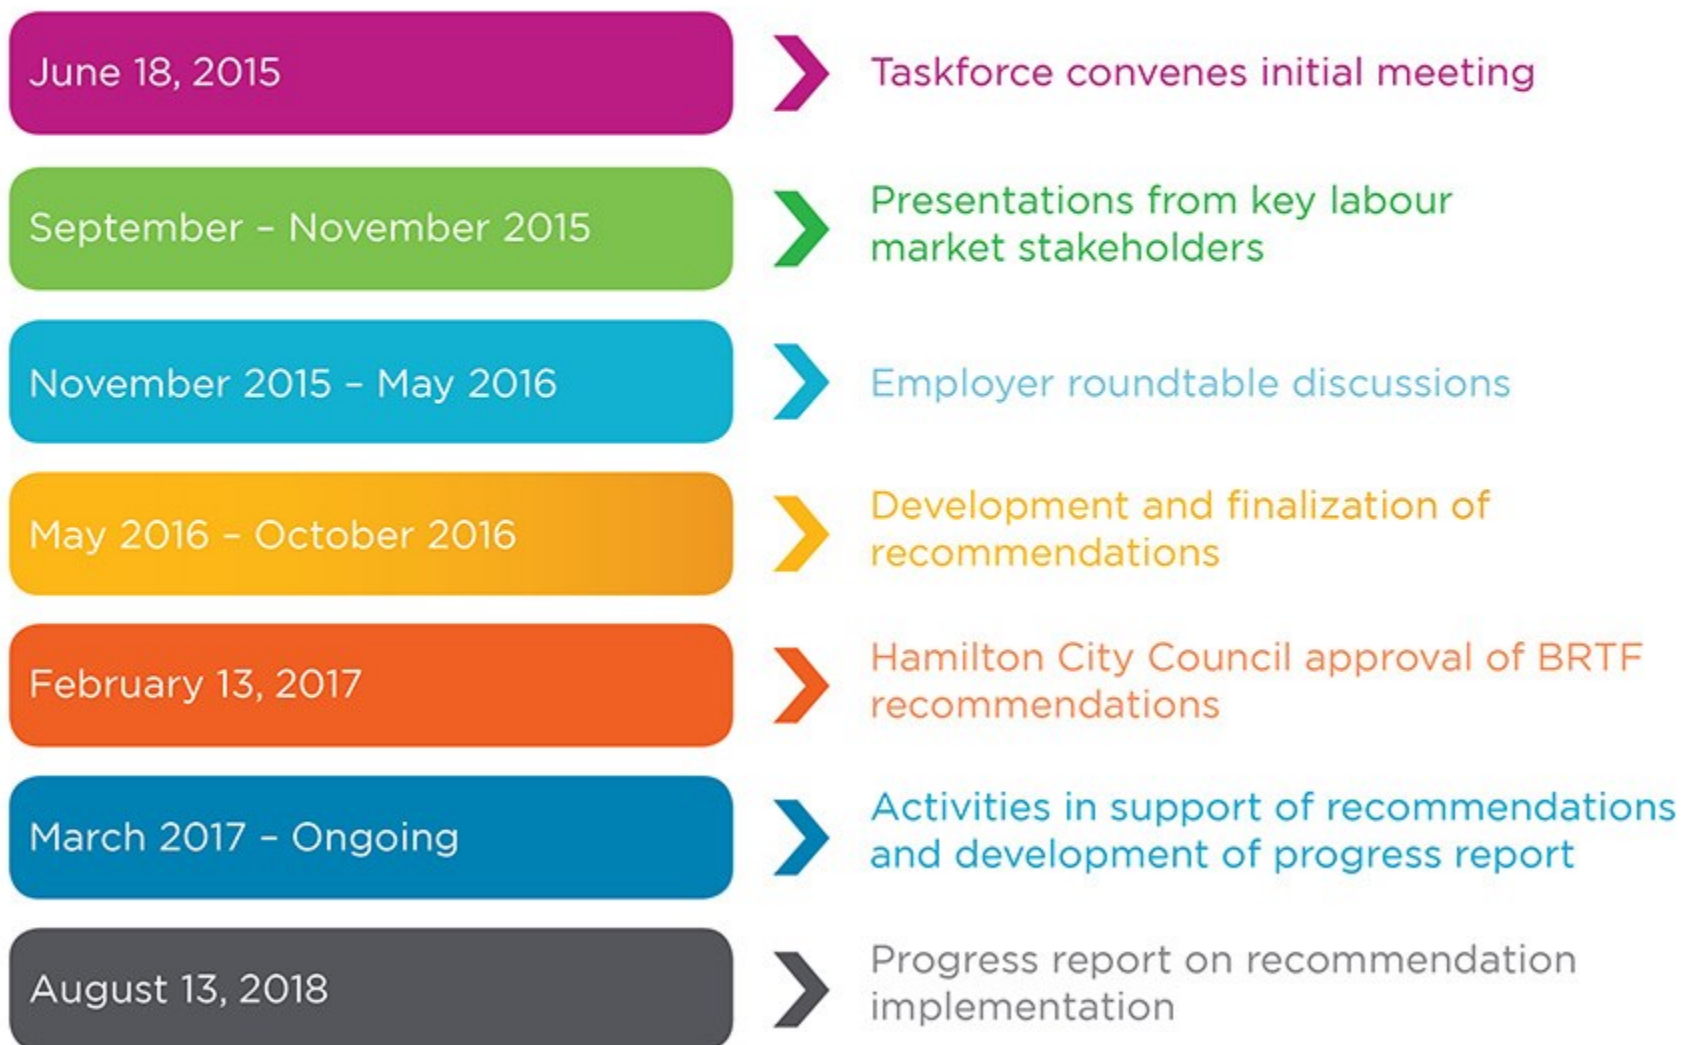 June 18, 2015
Taskforce convenes initial meeting
September – November 2015
Presentations from key labour
market stakeholders
November 2015 – May 2016
Employer roundtable discussions
May 2016 – October 2016
Development and finalization of
recommendations
February 13, 2017
Hamilton City Council approval of BRTF
recommendations
March 2017 – Ongoing
Activities in support of recommendations
and development of progress report
August 13, 2018
Progress report on recommendation
implementation